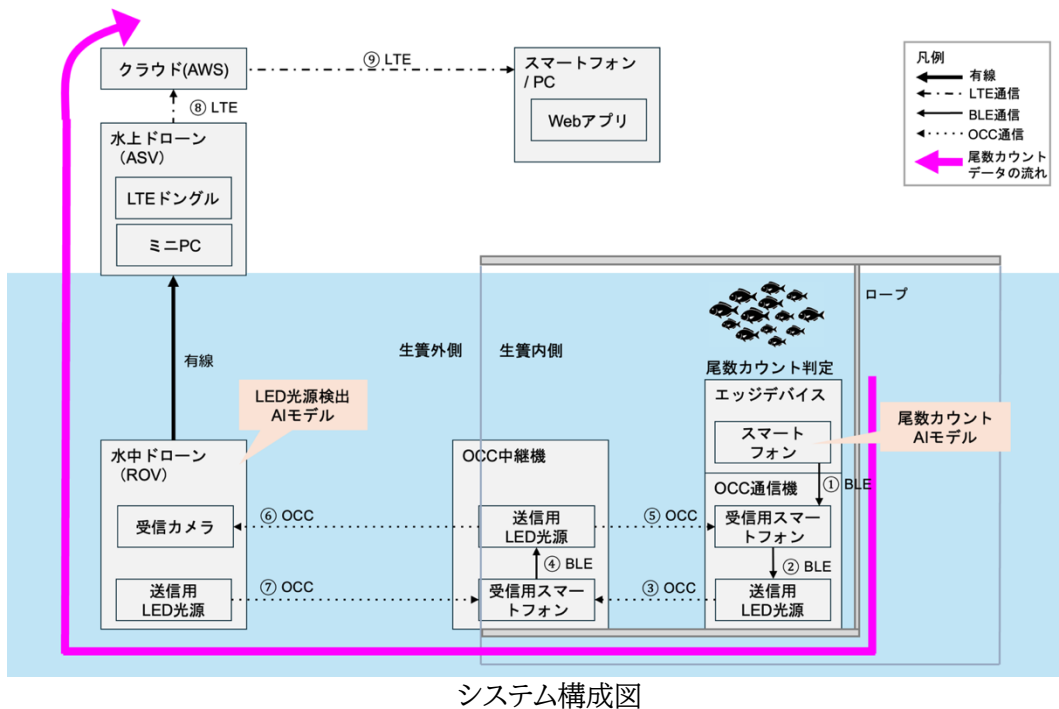 クラウド(AWS)
⑨ LTE
スマートフォン
/ PC
Webアプリ
凡例
有線
LTE通信
BLE通信
OCC通信
尾数カウント
データの流れ
⑧ LTE
水上ドローン
（ASV）
LTEドングル
ミニPC
有線
生簀外側
生簀内側
ロープ
尾数カウント判定
LED光源検出
AIモデル
エッジデバイス
スマート
フォン
尾数カウント
AIモデル
① BLE
水中ドローン
（ROV）
OCC中継機
OCC通信機
受信カメラ
⑥ OCC
送信用
LED光源
⑤ OCC
受信用スマー
トフォン
④ BLE
② BLE
送信用
LED光源
⑦ OCC
受信用スマー
トフォン
③ OCC
送信用
LED光源
システム構成図